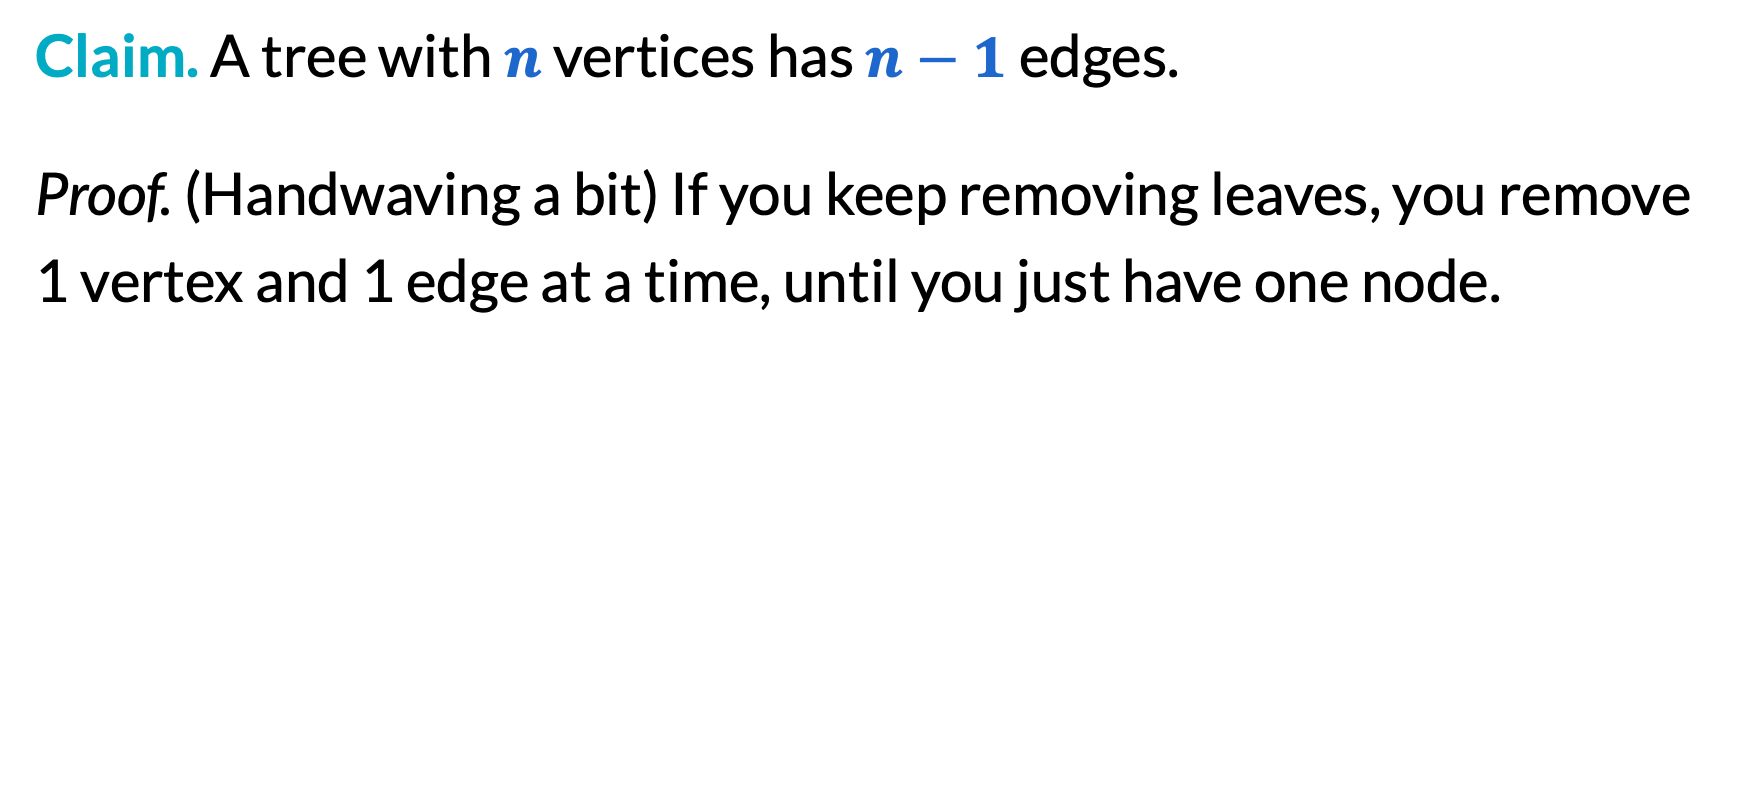 Claim. A tree with n vertices has n − 1 edges.
Proof. (Handwaving a bit) If you keep removing leaves, you remove
1 vertex and 1 edge at a time, until you just have one node.